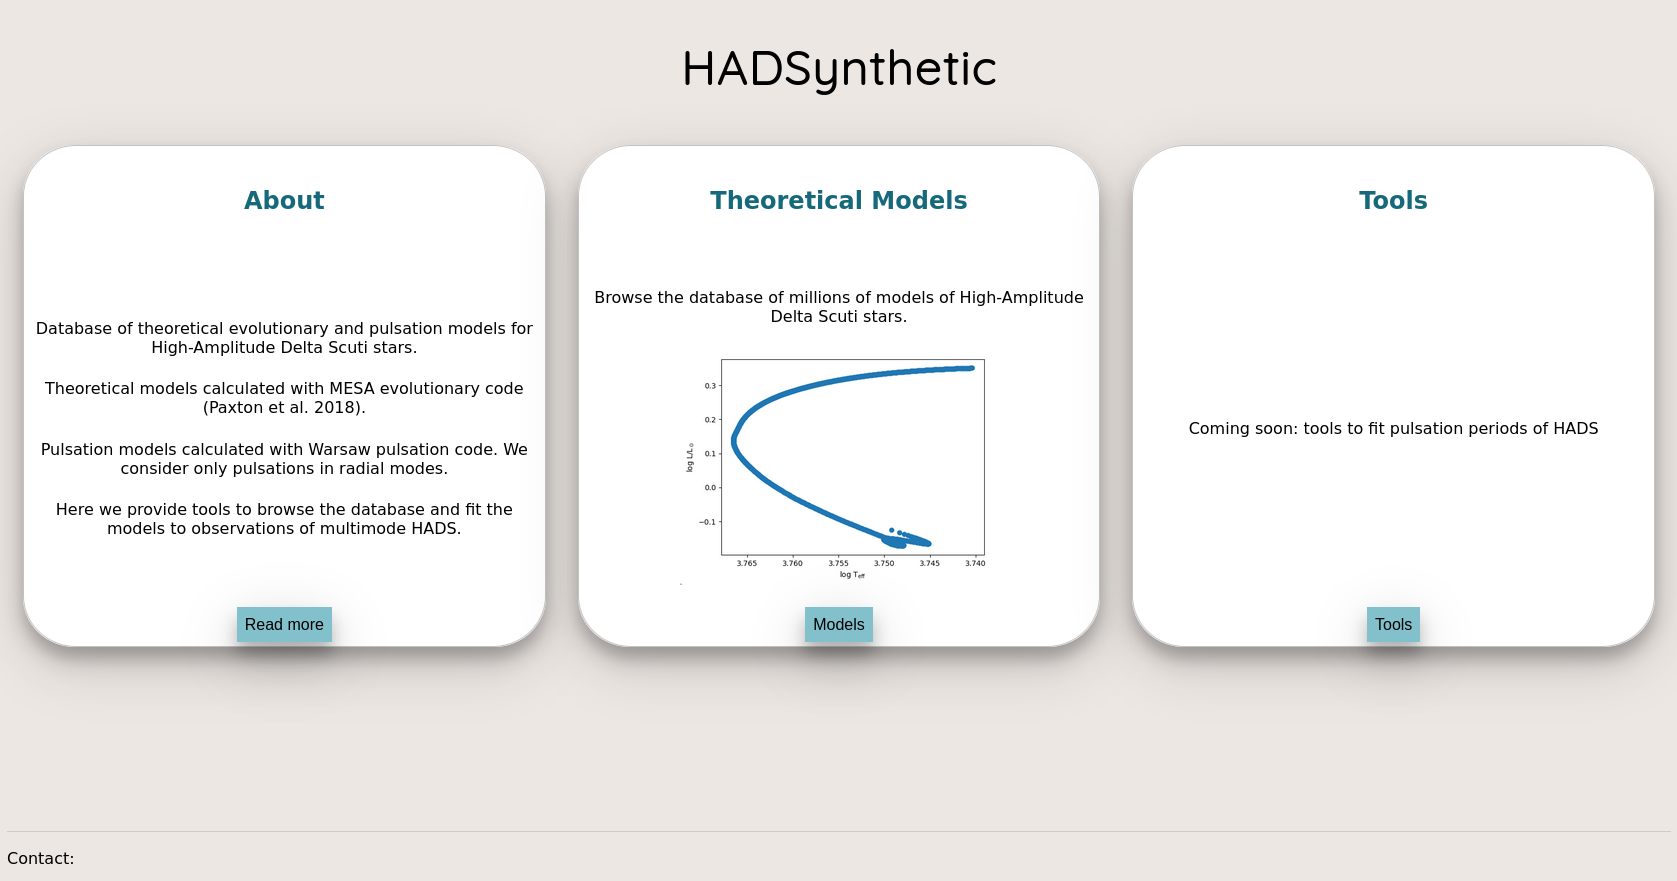 HADSynthetic
About
Database of theoretical evolutionary and pulsation models for
High-Amplitude Delta Scuti stars.
Theoretical models calculated with MESA evolutionary code
(Paxton et al. 2018).
Pulsation models calculated with Warsaw pulsation code. We
consider only pulsations in radial modes.
Here we provide tools to browse the database and fit the
models to observations of multimode HADS.
Read more
Theoretical Models
Browse the database of millions of models of High-Amplitude
Delta Scuti stars.
log L/L☉
0.3
0.2
0.1
0.0
−0.1
3.765 3.760 3.755 3.750 3.745 3.740
log Teff
Models
Tools
Coming soon: tools to fit pulsation periods of HADS
Tools
Contact: